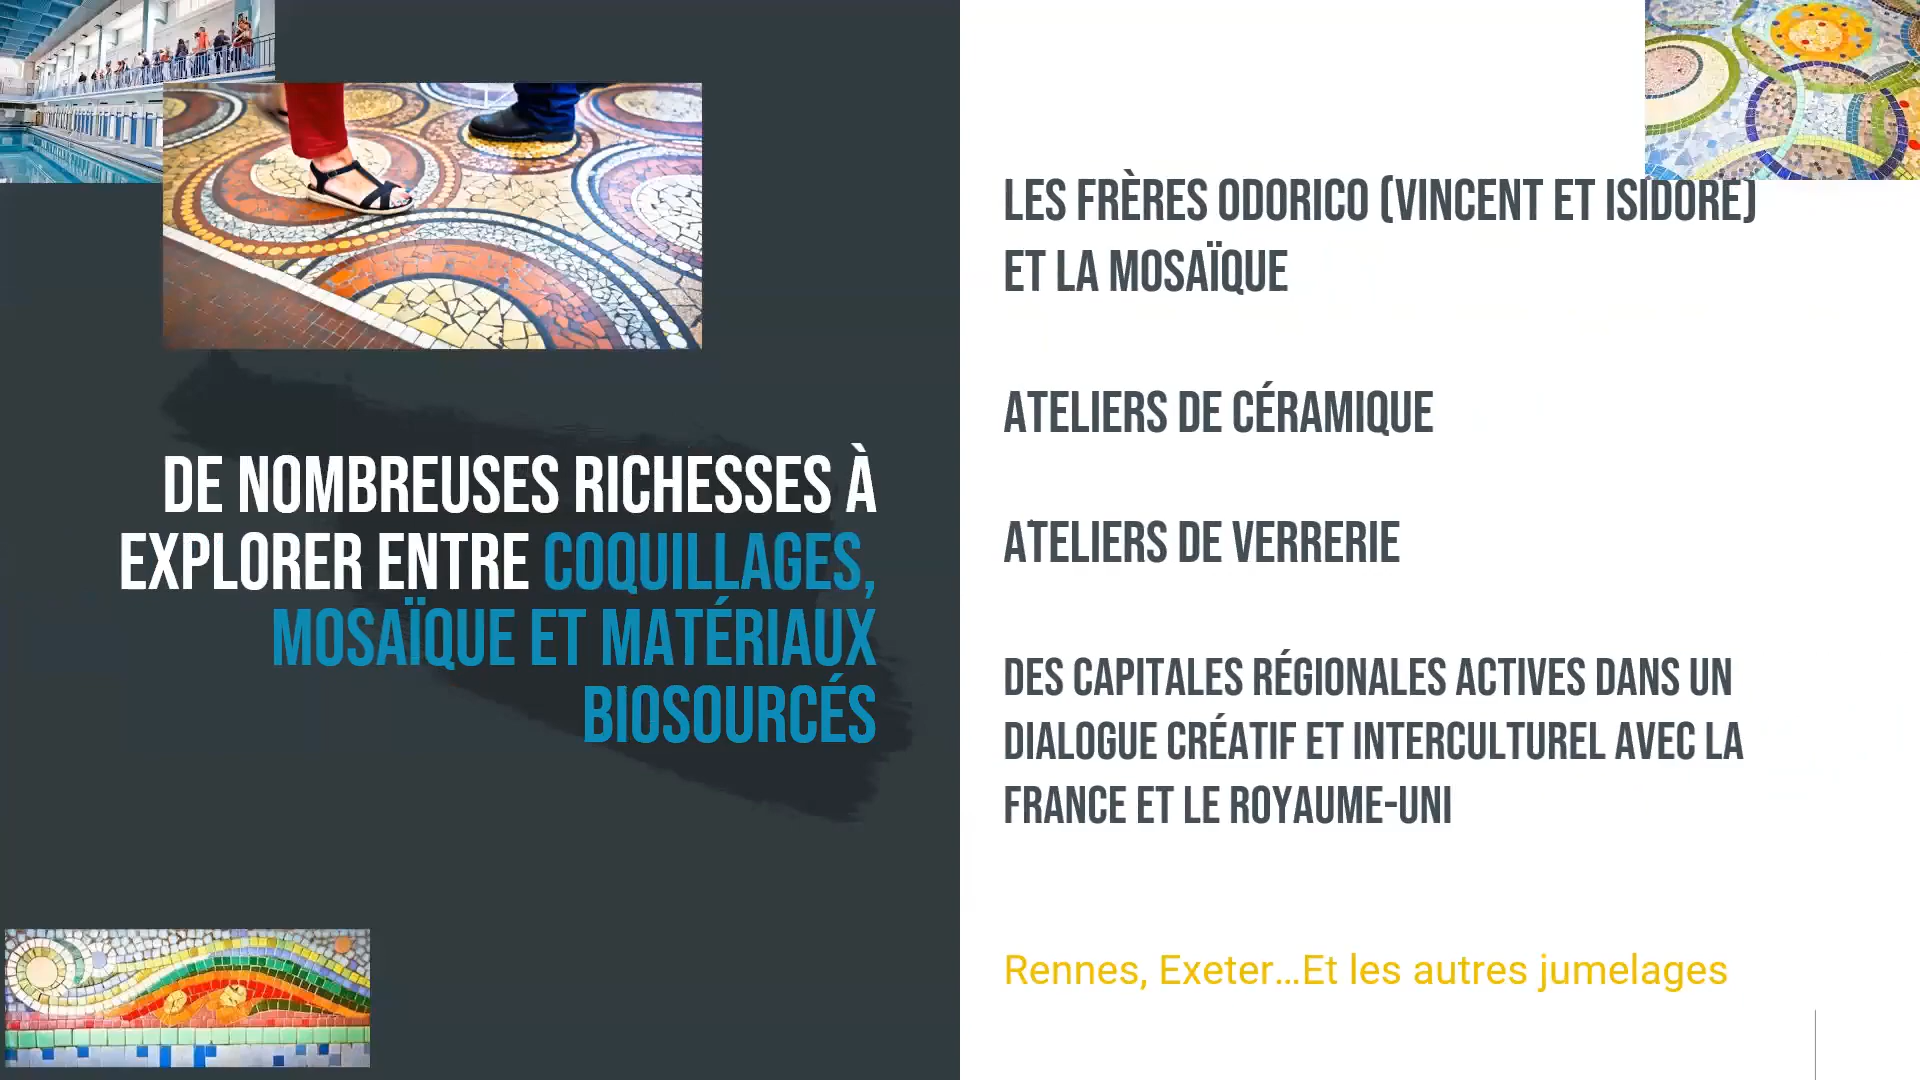 DE NOMBREUSES RICHESSES À
EXPLORER ENTRE COQUILLAGES,
MOSAÏQUE ET MATÉRIAUX
BIOSOURCÉS
LES FRÈRES ODORICO (VINCENT ET ISIDORE)
ET LA MOSAÏQUE
ATELIERS DE CÉRAMIQUE
ATELIERS DE VERRERIE
DES CAPITALES RÉGIONALES ACTIVES DANS UN
DIALOGUE CRÉATIF ET INTERCULTUREL AVEC LA
FRANCE ET LE ROYAUME-UNI
Rennes, Exeter...Et les autres jumelages